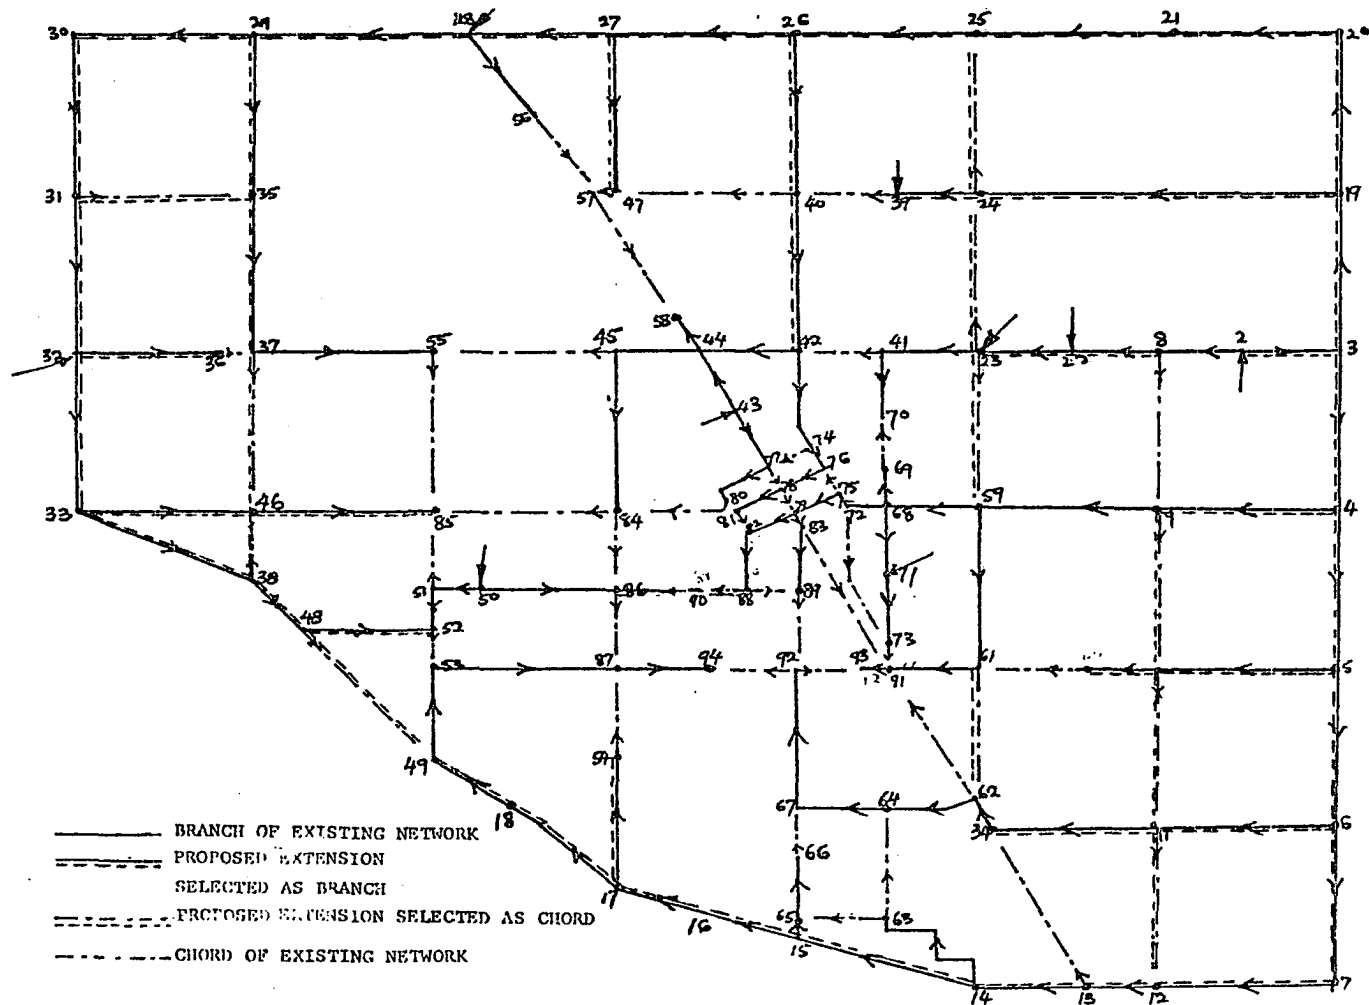 30 29 28 27 26 25 21 20
56
31 35 57 47 40 39 24 19
58
32 36 37 55 45 44 42 41 23 22 8 2 3
43
70
74
76
69
80 78 75
33 46 85 84 81 82 77 83 72 68 59 9 4
38 51 50 86 90 88 89 71
48 52 73
53 87 94 92 93 91 61 5
49 54 62
18 67 64 34 6
66
17 65 63
16 15
14 13 12 7
BRANCH OF EXISTING NETWORK
PROPOSED EXTENSION
SELECTED AS BRANCH
PROPOSED EXTENSION SELECTED AS CHORD
CHORD OF EXISTING NETWORK